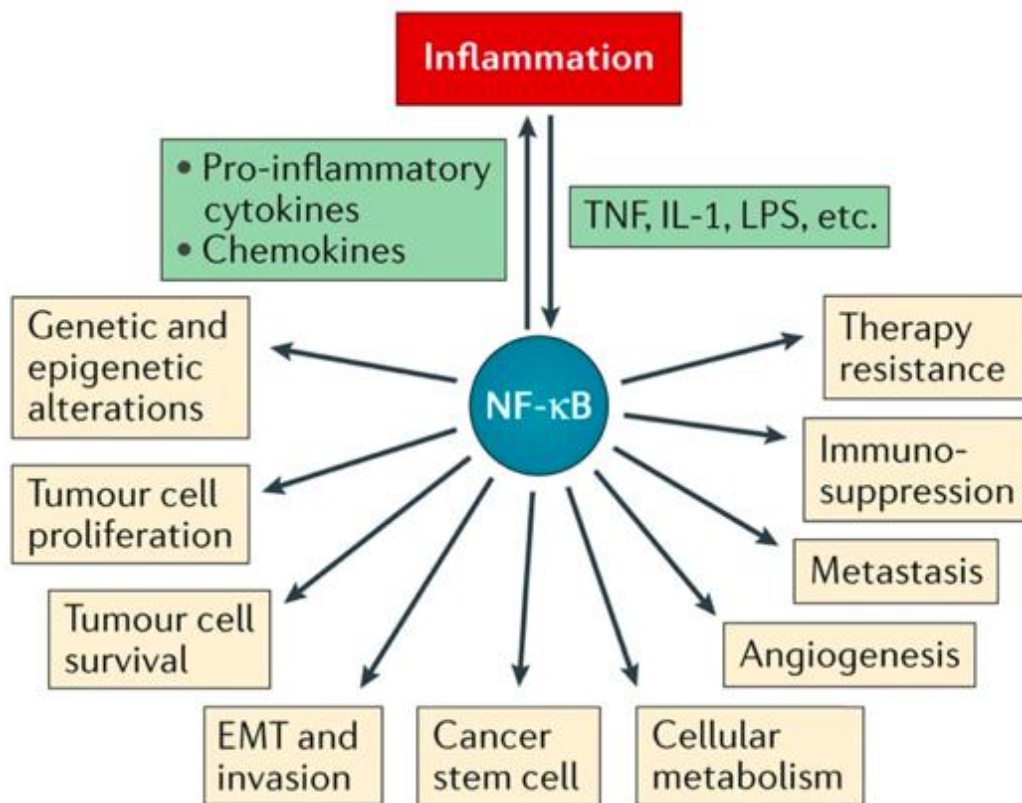 Inflammation
• Pro-inflammatory
cytokines
• Chemokines
TNF, IL-1, LPS, etc.
Genetic and
epigenetic
alterations
Therapy
resistance
NF-κB
Immuno-
suppression
Tumour cell
proliferation
Metastasis
Tumour cell
survival
Angiogenesis
EMT and
invasion
Cancer
stem cell
Cellular
metabolism